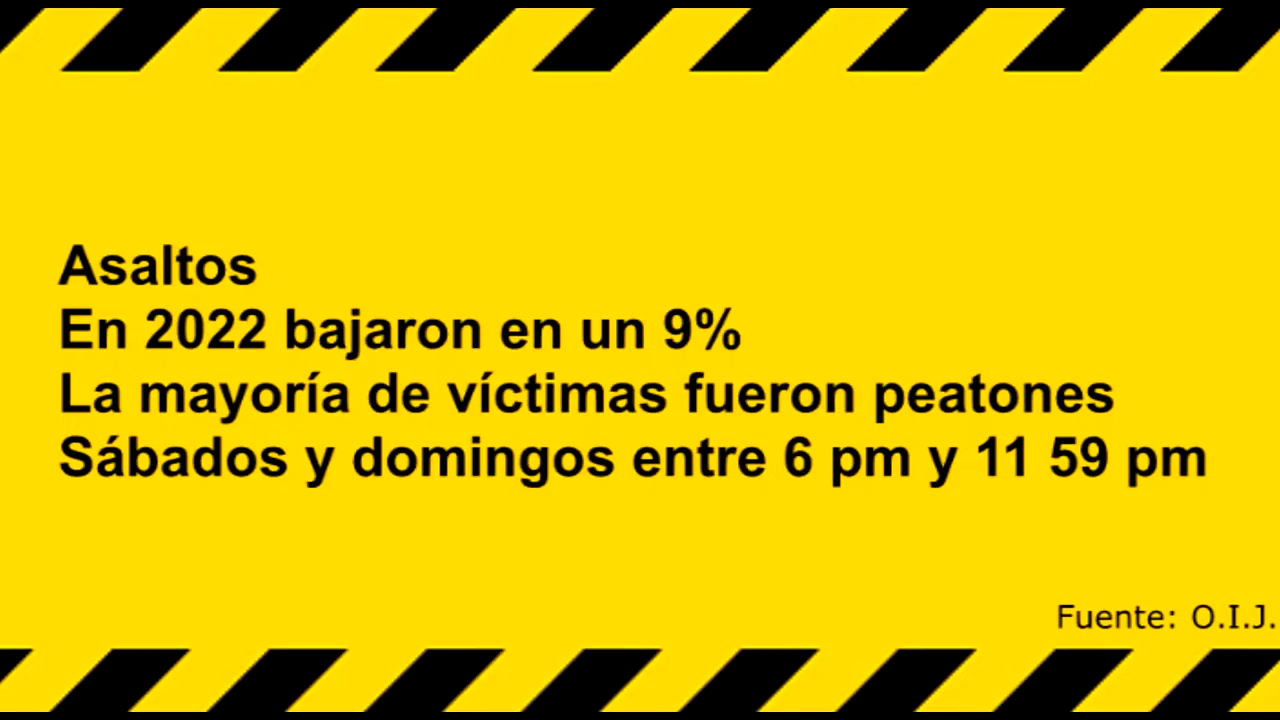 Asaltos
En 2022 bajaron en un 9%
La mayoría de víctimas fueron peatones
Sábados y domingos entre 6 pm y 11 59 pm
Fuente: O.I.J.